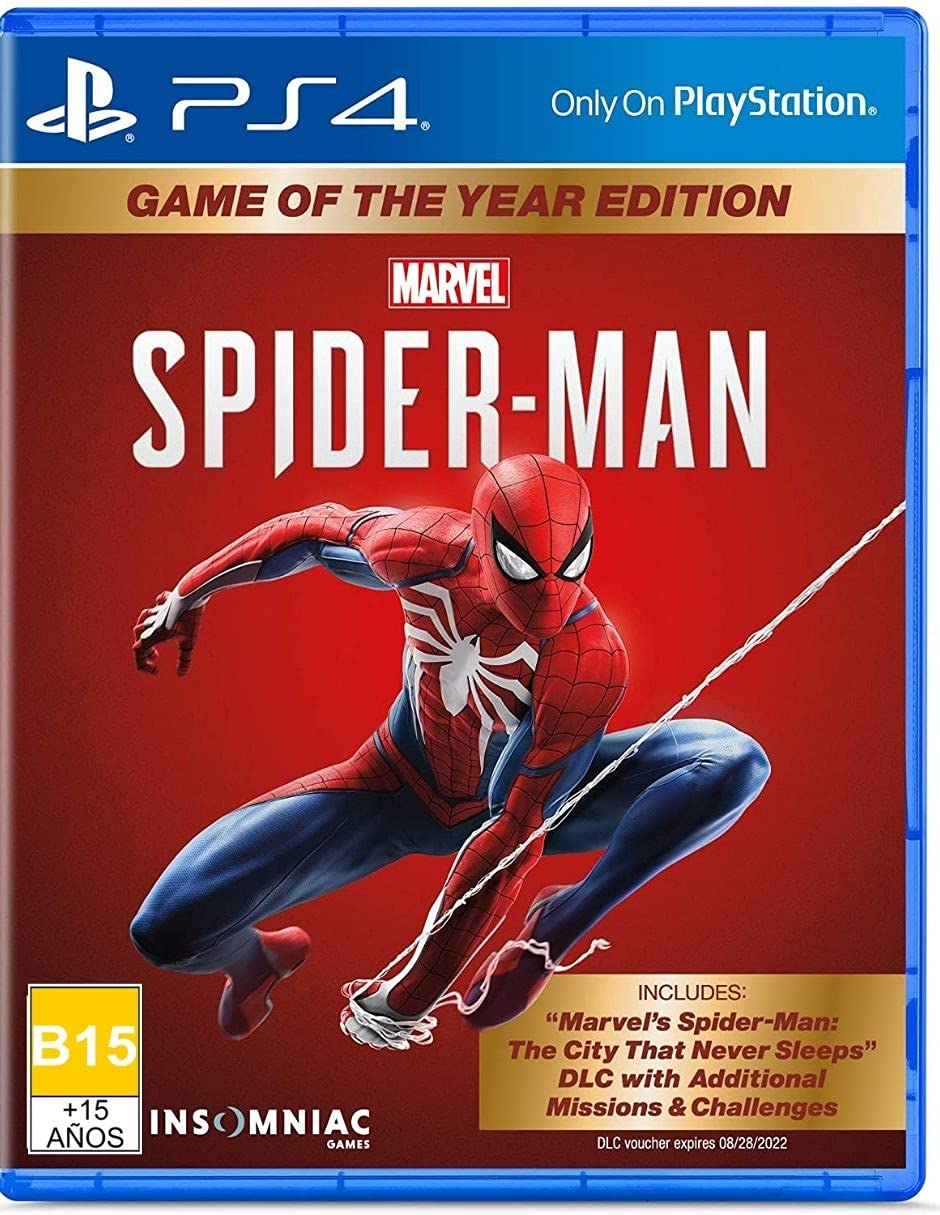 PS4®
Only On PlayStation®
GAME OF THE YEAR EDITION
MARVEL
SPIDER-MAN
INCLUDES:
“Marvel’s Spider-Man:
The City That Never Sleeps”
DLC with Additional
Missions & Challenges
DLC voucher expires 08/28/2022
B15
+15
AÑOS
INSOMNIAC
GAMES